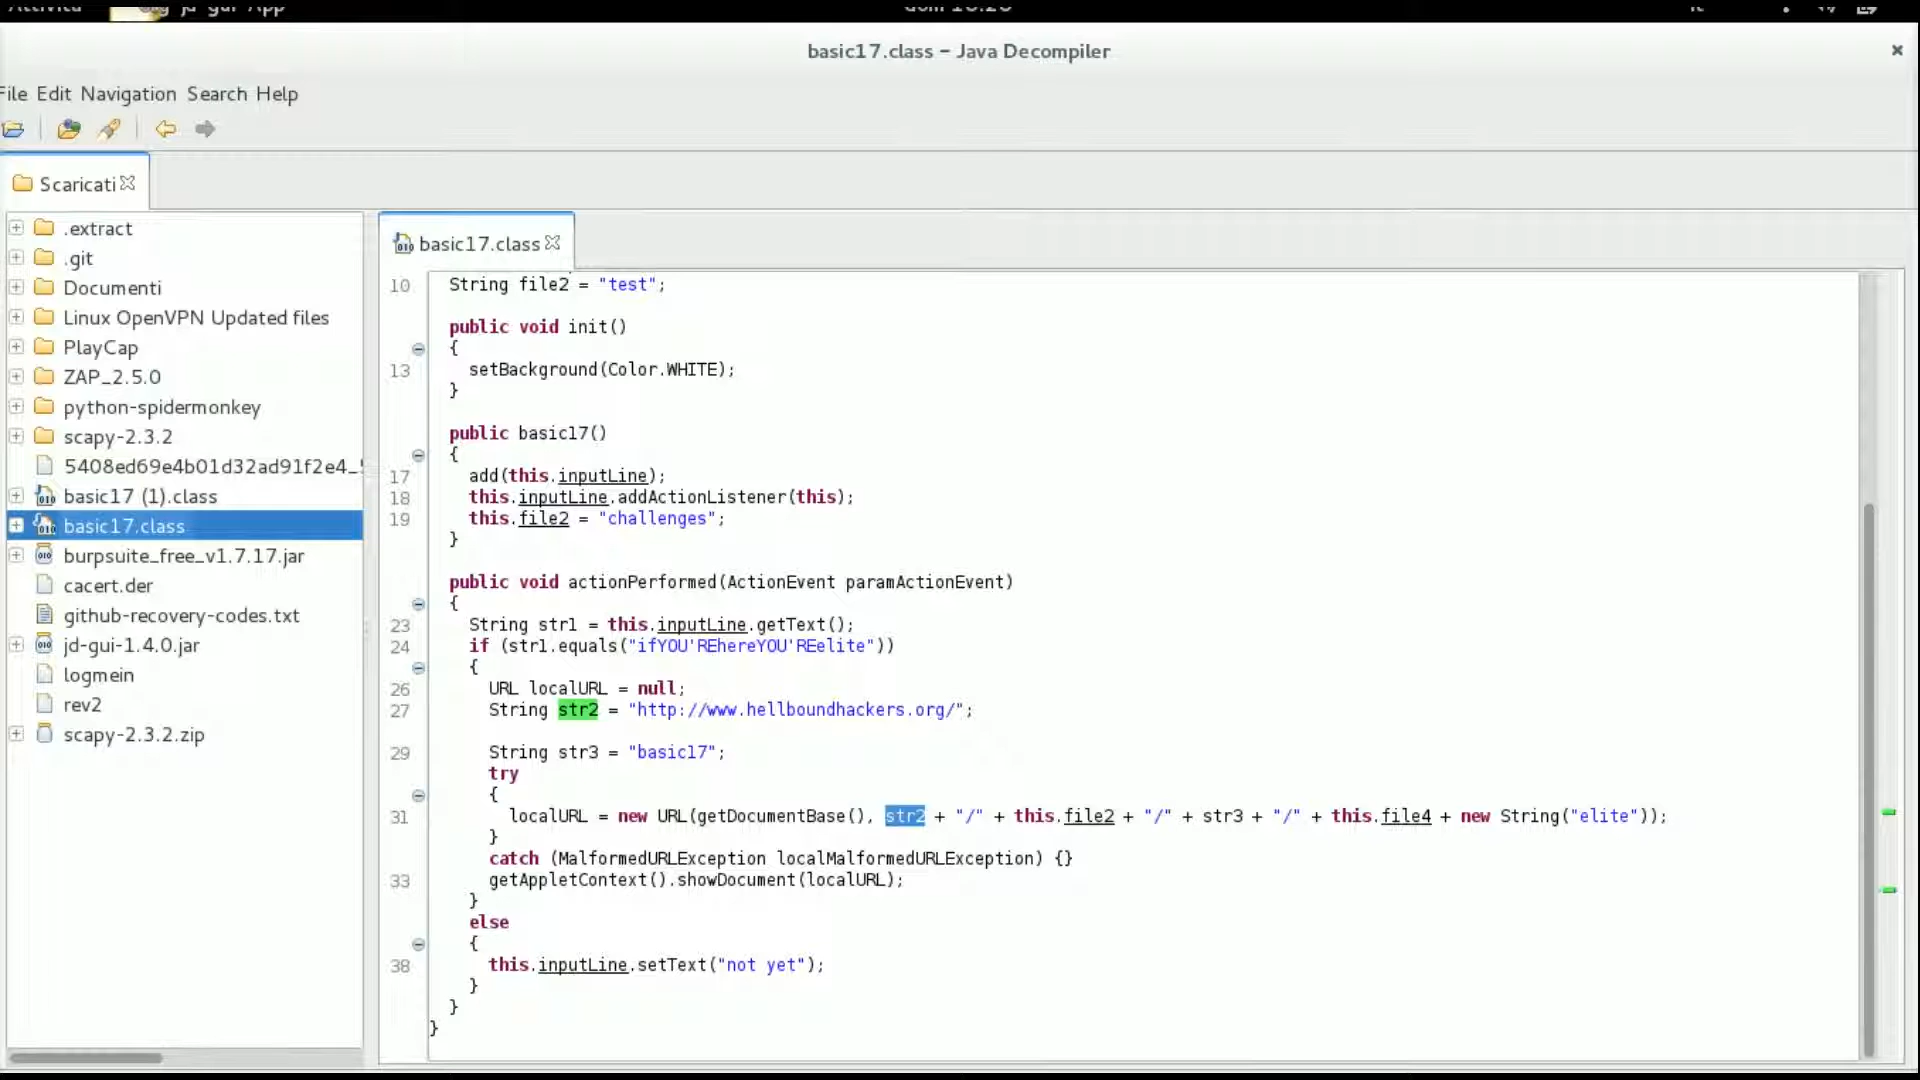 basic17.class - Java Decompiler
File Edit Navigation Search Help
Scaricati
.extract
.git
Documenti
Linux OpenVPN Updated files
PlayCap
ZAP_2.5.0
python-spidermonkey
scapy-2.3.2
5408ed69e4b01d32ad91f2e4_
basic17 (1).class
basic17.class
burpsuite_free_v1.7.17.jar
cacert.der
github-recovery-codes.txt
jd-gui-1.4.0.jar
logmein
rev2
scapy-2.3.2.zip
basic17.class
10 String file2 = "test";
public void init()
{
13 setBackground(Color.WHITE);
}
public basic17()
{
17 add(this.inputLine);
18 this.inputLine.addActionListener(this);
19 this.file2 = "challenges";
}
public void actionPerformed(ActionEvent paramActionEvent)
{
23 String str1 = this.inputLine.getText();
24 if (str1.equals("ifYOU'REhereYOU'REelite"))
{
26 URL localURL = null;
27 String str2 = "http://www.hellboundhackers.org/";
29 String str3 = "basic17";
try
{
31 localURL = new URL(getDocumentBase(), str2 + "/" + this.file2 + "/" + str3 + "/" + this.file4 + new String("elite"));
}
catch (MalformedURLException localMalformedURLException) {}
33 getAppletContext().showDocument(localURL);
}
else
{
38 this.inputLine.setText("not yet");
}
}
}